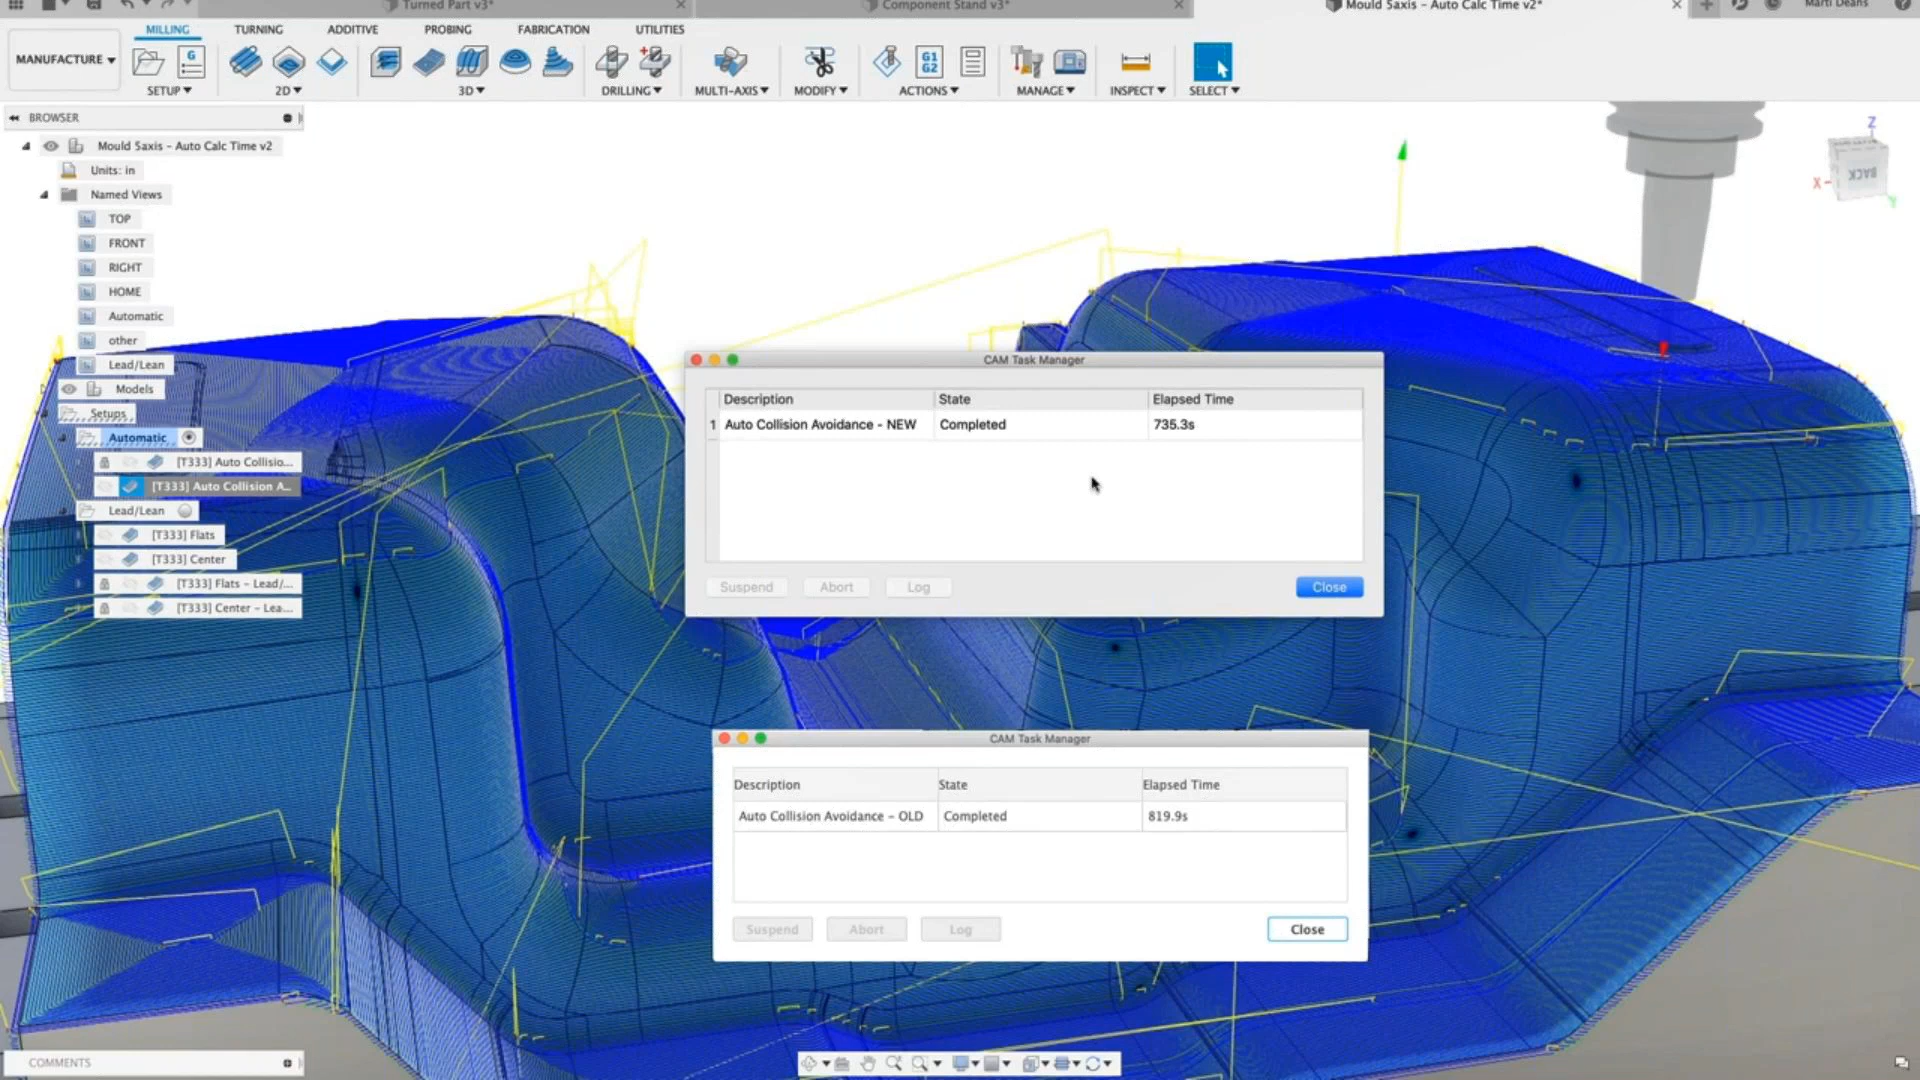 Turned Part v3*
Component Stand v3*
Mould 5axis - Auto Calc Time v2*
Marti Deans
MILLING
TURNING
ADDITIVE
PROBING
FABRICATION
UTILITIES
MANUFACTURE
G
G1
G2
SETUP
2D
3D
DRILLING
MULTI-AXIS
MODIFY
ACTIONS
MANAGE
INSPECT
SELECT
BROWSER
Mould 5axis - Auto Calc Time v2
Units: in
Named Views
TOP
FRONT
RIGHT
HOME
Automatic
other
Lead/Lean
Models
Setups
Automatic
[T333] Auto Collisio...
[T333] Auto Collision A...
Lead/Lean
[T333] Flats
[T333] Center
[T333] Flats - Lead/...
[T333] Center - Lea...
Z
X
BACK
Y
CAM Task Manager
Description State Elapsed Time
1 Auto Collision Avoidance - NEW Completed 735.3s
Suspend Abort Log Close
CAM Task Manager
Description State Elapsed Time
Auto Collision Avoidance - OLD Completed 819.9s
Suspend Abort Log Close
COMMENTS